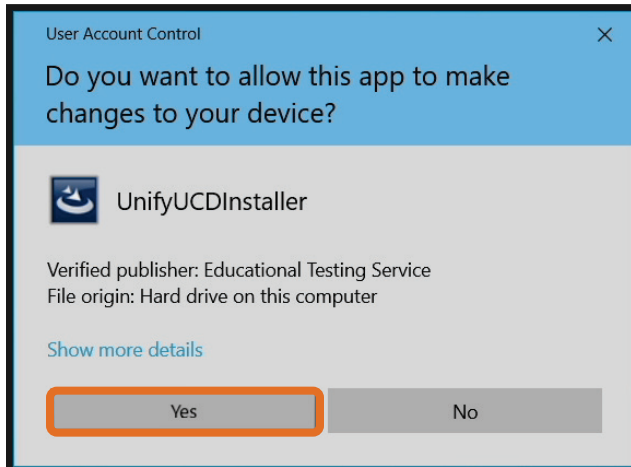 User Account Control
Do you want to allow this app to make
changes to your device?
UnifyUCDInstaller
Verified publisher: Educational Testing Service
File origin: Hard drive on this computer
Show more details
Yes
No